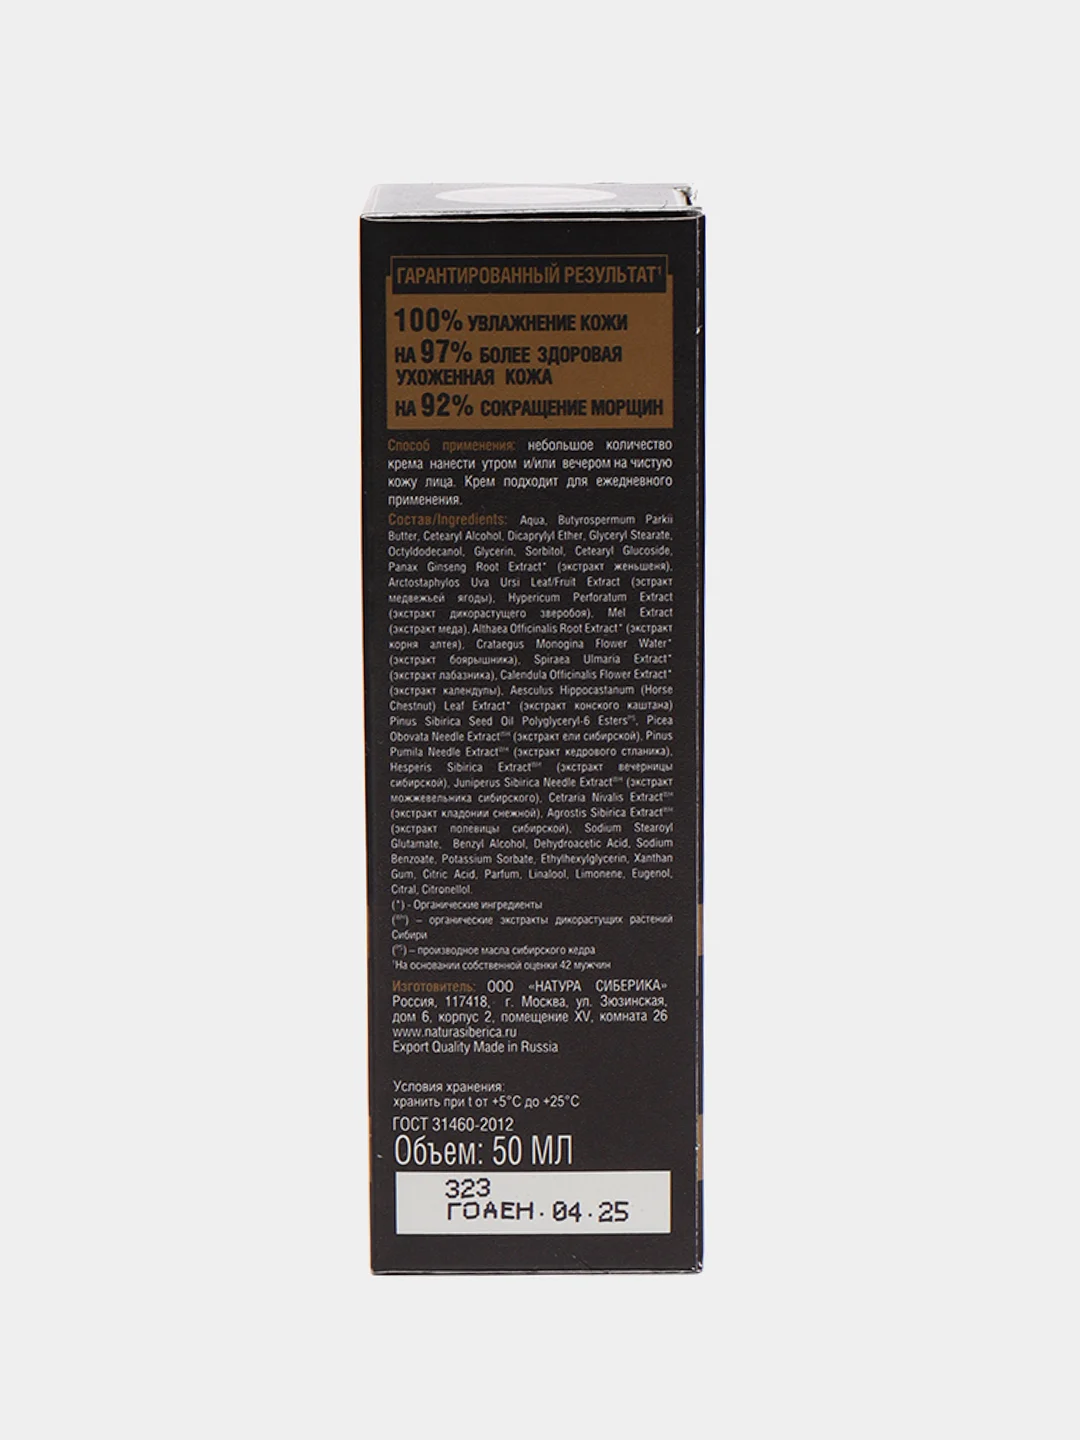 ГАРАНТИРОВАННЫЙ РЕЗУЛЬТАТ¹
100% УВЛАЖНЕНИЕ КОЖИ
НА 97% БОЛЕЕ ЗДОРОВАЯ
УХОЖЕННАЯ КОЖА
НА 92% СОКРАЩЕНИЕ МОРЩИН
Способ применения: небольшое количество
крема нанести утром и/или вечером на чистую
кожу лица. Крем подходит для ежедневного
применения.
Состав/Ingredients: Aqua, Butyrospermum Parkii
Butter, Cetearyl Alcohol, Dicaprylyl Ether, Glyceryl Stearate,
Octyldodecanol, Glycerin, Sorbitol, Cetearyl Glucoside,
Panax Ginseng Root Extract* (экстракт женьшеня),
Arctostaphylos Uva Ursi Leaf/Fruit Extract (эстракт
медвежьей ягоды), Hypericum Perforatum Extract
(экстракт дикорастущего зверобоя), Mel Extract
(экстракт меда), Althaea Officinalis Root Extract* (экстракт
корня алтея), Crataegus Monogina Flower Water*
(экстракт боярышника), Spiraea Ulmaria Extract*
(экстракт лабазника), Calendula Officinalis Flower Extract*
(экстракт календулы), Aesculus Hippocastanum (Horse
Chestnut) Leaf Extract* (экстракт конского каштана)
Pinus Sibirica Seed Oil Polyglyceryl-6 Esters(PS), Picea
Obovata Needle Extract(WH) (экстракт ели сибирской), Pinus
Pumila Needle Extract(WH) (экстракт кедрового стланика),
Hesperis Sibirica Extract(WH) (экстракт вечерницы
сибирской), Juniperus Sibirica Needle Extract(WH) (экстракт
можжевельника сибирского), Cetraria Nivalis Extract(WH)
(экстракт кладонии снежной), Agrostis Sibirica Extract(WH)
(экстракт полевицы сибирской), Sodium Stearoyl
Glutamate, Benzyl Alcohol, Dehydroacetic Acid, Sodium
Benzoate, Potassium Sorbate, Ethylhexylglycerin, Xanthan
Gum, Citric Acid, Parfum, Linalool, Limonene, Eugenol,
Citral, Citronellol.
(*) - Органические ингредиенты
(WH) – органические экстракты дикорастущих растений
Сибири
(PS) – производное масла сибирского кедра
¹На основании собственной оценки 42 мужчин
Изготовитель: ООО «НАТУРА СИБЕРИКА»
Россия, 117418, г. Москва, ул. Зюзинская,
дом 6, корпус 2, помещение XV, комната 26
www.naturasiberica.ru
Export Quality Made in Russia
Условия хранения:
хранить при t от +5°С до +25°С
ГОСТ 31460-2012
Объем: 50 МЛ
323
ГОДЕН. 04.25